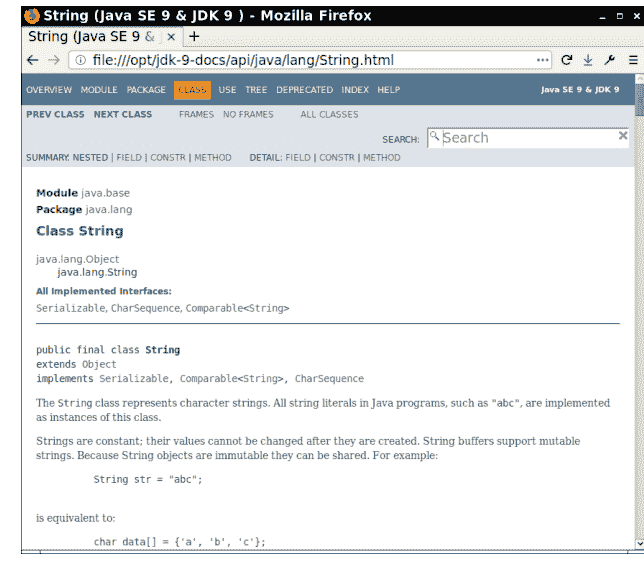 String (Java SE 9 & JDK 9 ) - Mozilla Firefox
String (Java SE 9 & J
file:///opt/jdk-9-docs/api/java/lang/String.html
OVERVIEW MODULE PACKAGE CLASS USE TREE DEPRECATED INDEX HELP Java SE 9 & JDK 9
PREV CLASS NEXT CLASS FRAMES NO FRAMES ALL CLASSES
SEARCH: Search
SUMMARY: NESTED | FIELD | CONSTR | METHOD DETAIL: FIELD | CONSTR | METHOD
Module java.base
Package java.lang
Class String
java.lang.Object
java.lang.String
All Implemented Interfaces:
Serializable, CharSequence, Comparable<String>
public final class String
extends Object
implements Serializable, Comparable<String>, CharSequence
The String class represents character strings. All string literals in Java programs, such as "abc", are implemented
as instances of this class.
Strings are constant; their values cannot be changed after they are created. String buffers support mutable
strings. Because String objects are immutable they can be shared. For example:
String str = "abc";
is equivalent to:
char data[] = {'a', 'b', 'c'};